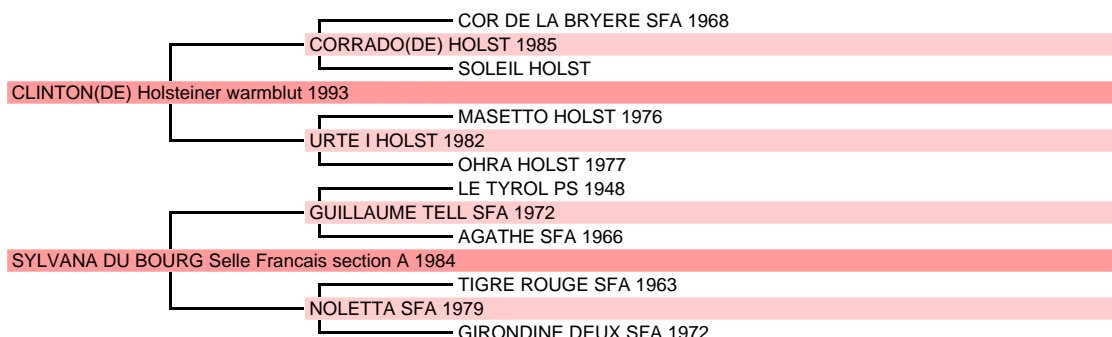 COR DE LA BRYERE SFA 1968
CORRADO(DE) HOLST 1985
SOLEIL HOLST
CLINTON(DE) Holsteiner warmblut 1993
MASETTO HOLST 1976
URTE I HOLST 1982
OHRA HOLST 1977
LE TYROL PS 1948
GUILLAUME TELL SFA 1972
AGATHE SFA 1966
SYLVANA DU BOURG Selle Francais section A 1984
TIGRE ROUGE SFA 1963
NOLETTA SFA 1979
GIRONDINE DEUX SFA 1972